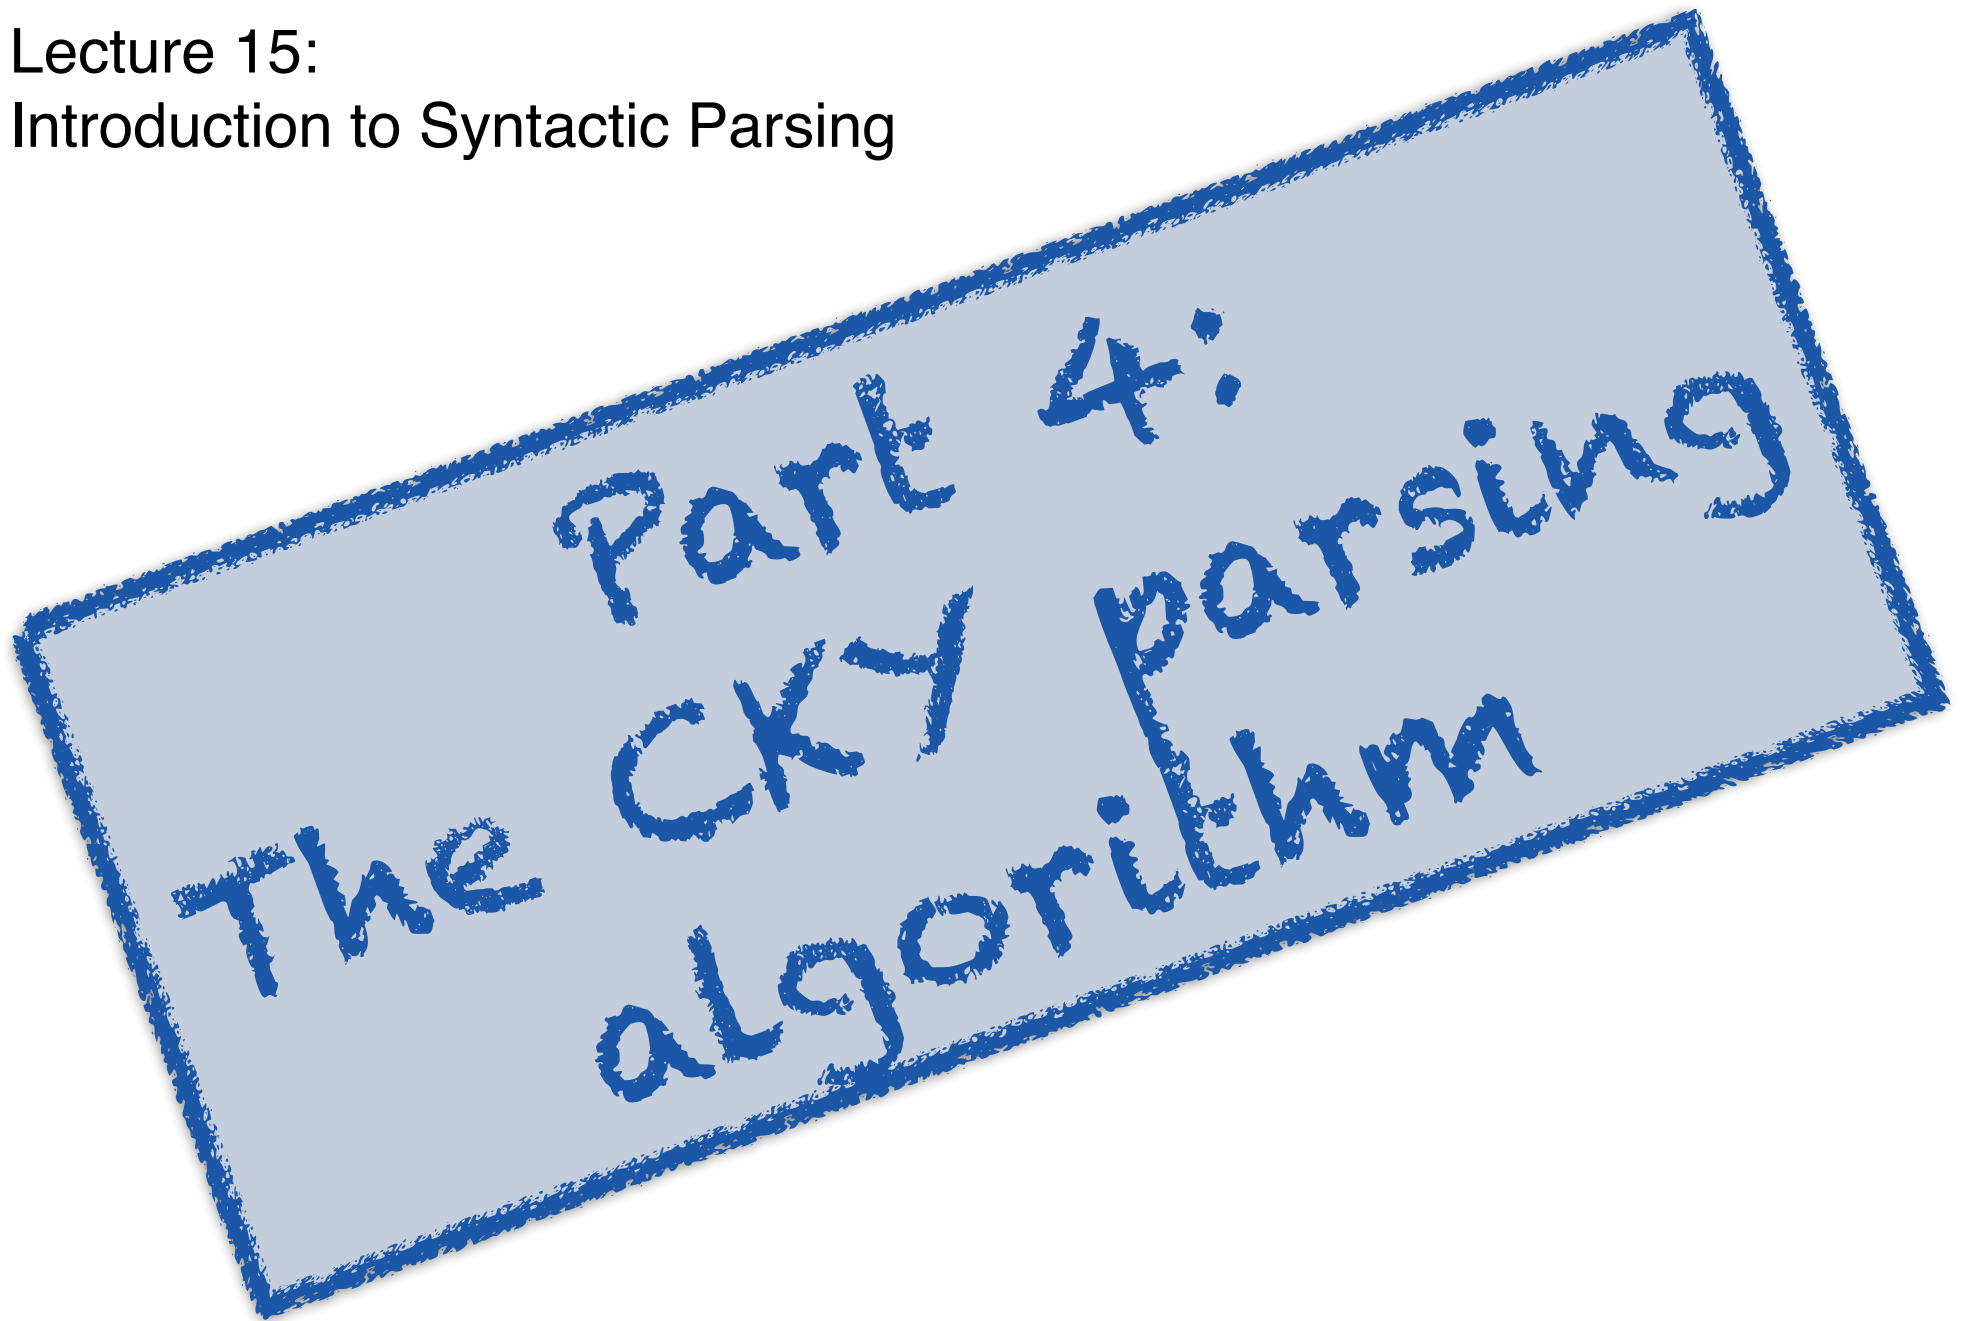 Lecture 15:
Introduction to Syntactic Parsing
Part 4:
The CKY parsing
algorithm